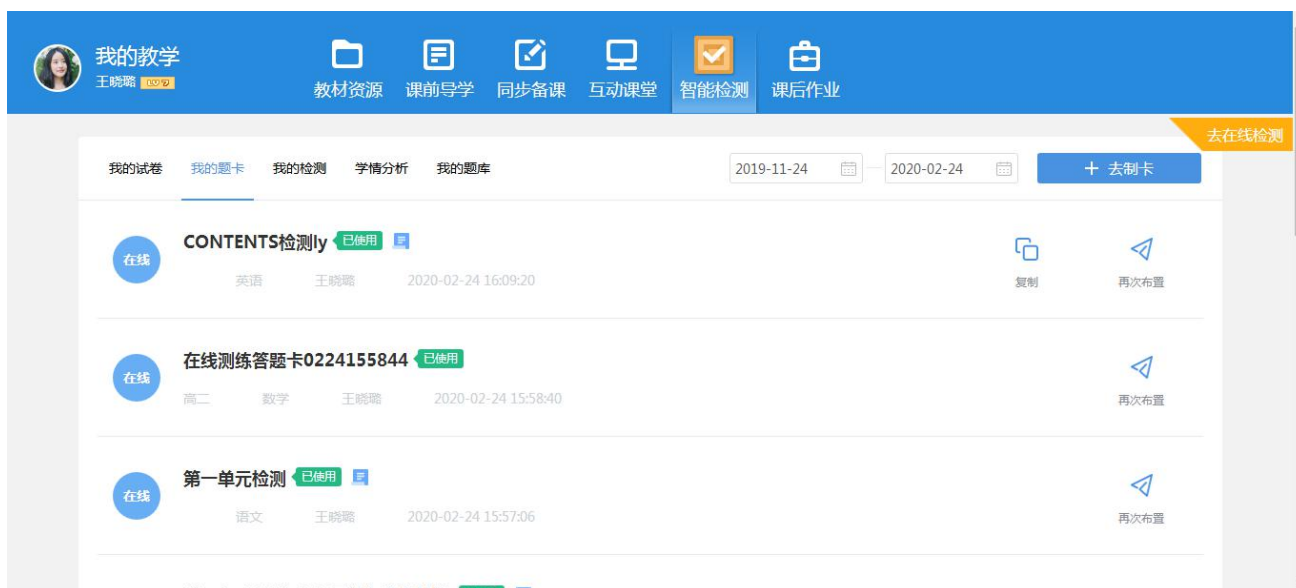 我的教学
王晓璐
教材资源 课前导学 同步备课 互动课堂 智能检测 课后作业
去在线检测
我的试卷 我的题卡 我的检测 学情分析 我的题库 2019-11-24 2020-02-24 + 去制卡
在线 CONTENTS检测ly 已使用
英语 王晓璐 2020-02-24 16:09:20
复制 再次布置
在线 在线测练答题卡0224155844 已使用
高二 数学 王晓璐 2020-02-24 15:58:40
再次布置
在线 第一单元检测 已使用
语文 王晓璐 2020-02-24 15:57:06
再次布置